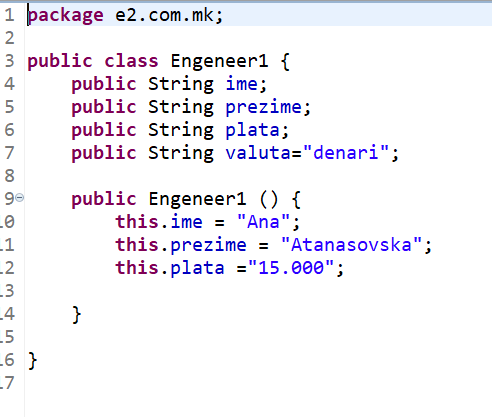 1 package e2.com.mk;
2
3 public class Engeneer1 {
4     public String ime;
5     public String prezime;
6     public String plata;
7     public String valuta="denari";
8
9     public Engeneer1 () {
0         this.ime = "Ana";
1         this.prezime = "Atanasovska";
2         this.plata ="15.000";
3
4     }
5
6 }
7